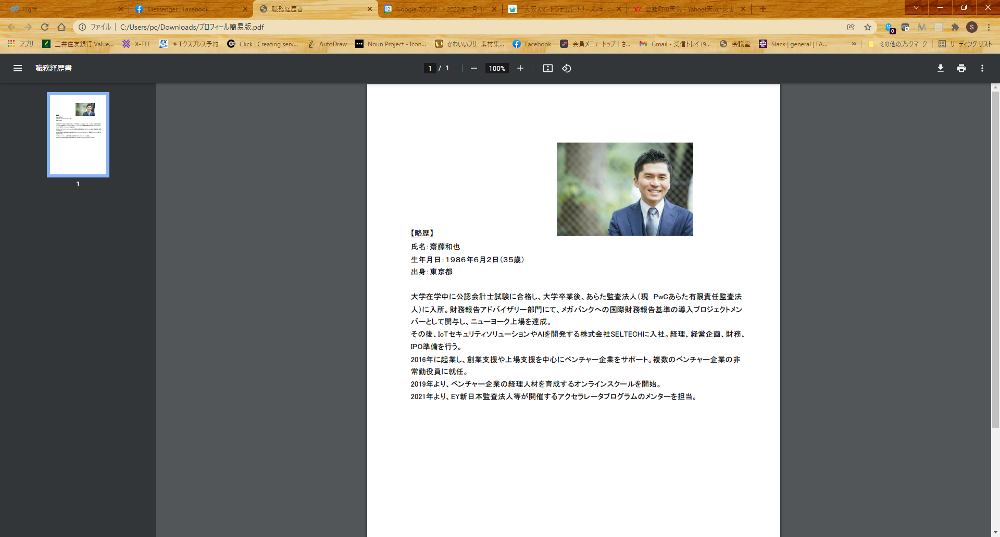 Eight
Messenger | Facebook
職務経歴書
Google カレンダー - 2022年 1月 16
「大阪スマートシティパートナーズフォー
豊能町の天気 - Yahoo!天気・災害
ファイル
C:/Users/pc/Downloads/プロフィール簡易版.pdf
S
アプリ
三井住友銀行 Value...
X-TEE
＊エクスプレス予約
Click | Creating serv...
AutoDraw
Noun Project - Icon...
かわいいフリー素材集...
Facebook
会員メニュートップ | さ...
Gmail - 受信トレイ (9...
会議室
Slack | general | FA...
»
その他のブックマーク
リーディング リスト
職務経歴書
1 / 1
100%
1
【略歴】
氏名：齋藤和也
生年月日：１９８６年６月２日（３５歳）
出身：東京都
大学在学中に公認会計士試験に合格し、大学卒業後、あらた監査法人（現　PwCあらた有限責任監査法
人）に入所。財務報告アドバイザリー部門にて、メガバンクへの国際財務報告基準の導入プロジェクトメン
バーとして関与し、ニューヨーク上場を達成。
その後、IoTセキュリティソリューションやAIを開発する株式会社SELTECHに入社。経理、経営企画、財務、
IPO準備を行う。
2016年に起業し、創業支援や上場支援を中心にベンチャー企業をサポート。複数のベンチャー企業の非
常勤役員に就任。
2019年より、ベンチャー企業の経理人材を育成するオンラインスクールを開始。
2021年より、EY新日本監査法人等が開催するアクセラレータプログラムのメンターを担当。